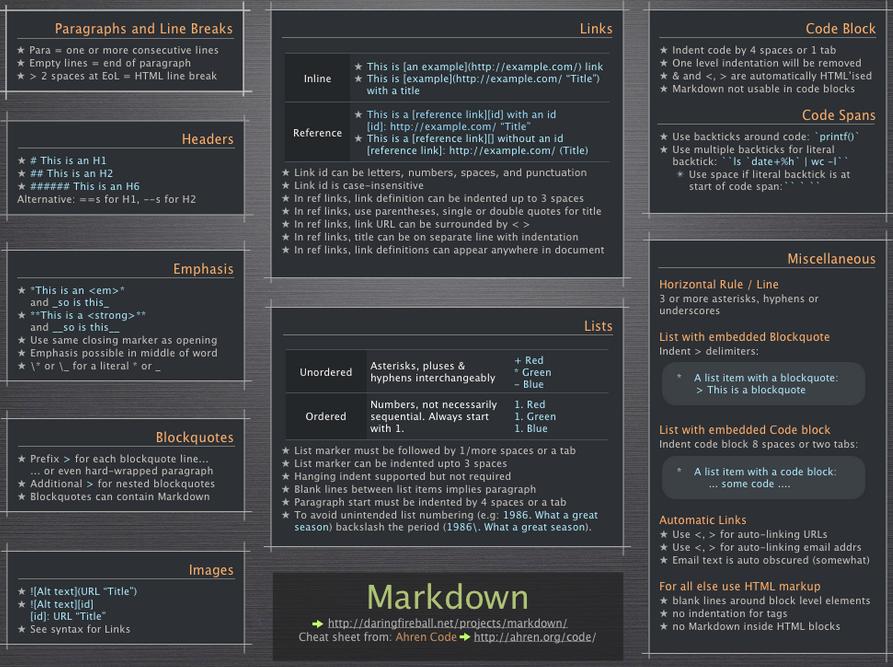 Paragraphs and Line Breaks
★ Para = one or more consecutive lines
★ Empty lines = end of paragraph
★ > 2 spaces at EoL = HTML line break
Headers
★ # This is an H1
★ ## This is an H2
★ ###### This is an H6
Alternative: ==s for H1, --s for H2
Emphasis
★ *This is an <em>*
and _so is this_
★ **This is a <strong>**
and __so is this__
★ Use same closing marker as opening
★ Emphasis possible in middle of word
★ \* or \_ for a literal * or _
Blockquotes
★ Prefix > for each blockquote line...
... or even hard-wrapped paragraph
★ Additional > for nested blockquotes
★ Blockquotes can contain Markdown
Images
★ ![Alt text](URL “Title”)
★ ![Alt text][id]
[id]: URL “Title”
★ See syntax for Links
Links
Inline
★ This is [an example](http://example.com/) link
★ This is [example](http://example.com/ “Title”)
with a title
Reference
★ This is a [reference link][id] with an id
[id]: http://example.com/ “Title”
★ This is a [reference link][] without an id
[reference link]: http://example.com/ (Title)
★ Link id can be letters, numbers, spaces, and punctuation
★ Link id is case-insensitive
★ In ref links, link definition can be indented up to 3 spaces
★ In ref links, use parentheses, single or double quotes for title
★ In ref links, link URL can be surrounded by < >
★ In ref links, title can be on separate line with indentation
★ In ref links, link definitions can appear anywhere in document
Lists
Unordered
Asterisks, pluses &
hyphens interchangeably
+ Red
* Green
- Blue
Ordered
Numbers, not necessarily
sequential. Always start
with 1.
1. Red
1. Green
1. Blue
★ List marker must be followed by 1/more spaces or a tab
★ List marker can be indented upto 3 spaces
★ Hanging indent supported but not required
★ Blank lines between list items implies paragraph
★ Paragraph start must be indented by 4 spaces or a tab
★ To avoid unintended list numbering (e.g: 1986. What a great
season) backslash the period (1986\. What a great season).
Markdown
http://daringfireball.net/projects/markdown/
Cheat sheet from: Ahren Code http://ahren.org/code/
Code Block
★ Indent code by 4 spaces or 1 tab
★ One level indentation will be removed
★ & and <, > are automatically HTML'ised
★ Markdown not usable in code blocks
Code Spans
★ Use backticks around code: `printf()`
★ Use multiple backticks for literal
backtick: ``ls `date+%h` | wc -l``
✴ Use space if literal backtick is at
start of code span:`` ` ``
Miscellaneous
Horizontal Rule / Line
3 or more asterisks, hyphens or
underscores
List with embedded Blockquote
Indent > delimiters:
* A list item with a blockquote:
> This is a blockquote
List with embedded Code block
Indent code block 8 spaces or two tabs:
* A list item with a code block:
... some code ....
Automatic Links
★ Use <, > for auto-linking URLs
★ Use <, > for auto-linking email addrs
★ Email text is auto obscured (somewhat)
For all else use HTML markup
★ blank lines around block level elements
★ no indentation for tags
★ no Markdown inside HTML blocks